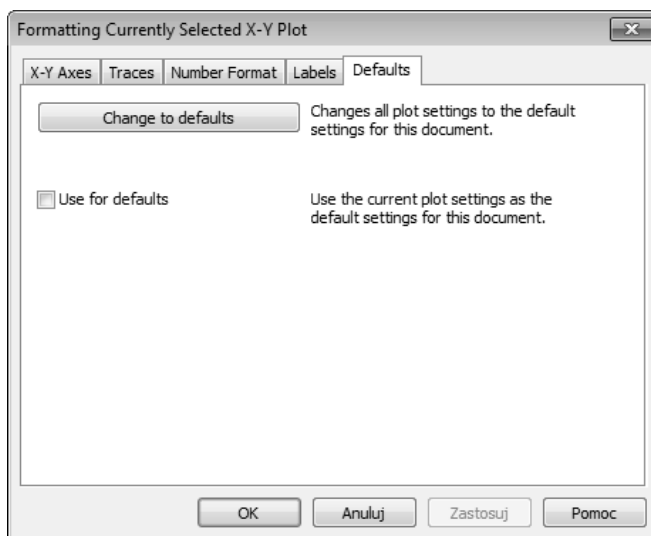 Formatting Currently Selected X-Y Plot
X-Y Axes Traces Number Format Labels Defaults
Change to defaults
Changes all plot settings to the default
settings for this document.
Use for defaults
Use the current plot settings as the
default settings for this document.
OK Anuluj Zastosuj Pomoc